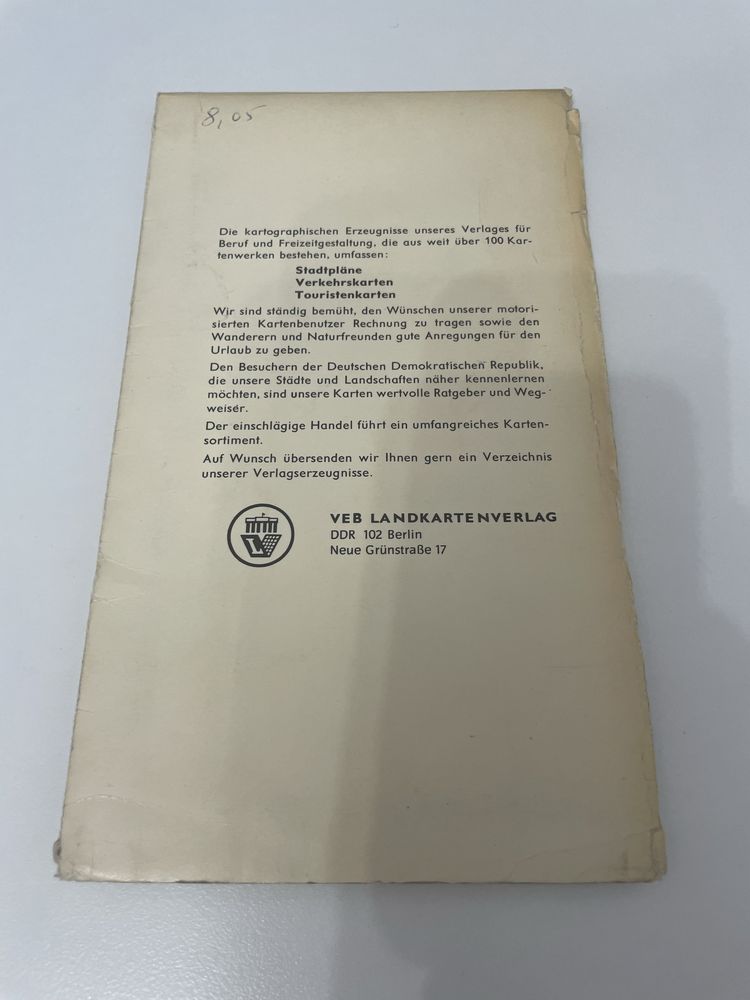 8,05
Die kartographischen Erzeugnisse unseres Verlages für
Beruf und Freizeitgestaltung, die aus weit über 100 Kar-
tenwerken bestehen, umfassen:
Stadtpläne
Verkehrskarten
Touristenkarten
Wir sind ständig bemüht, den Wünschen unserer motori-
sierten Kartenbenutzer Rechnung zu tragen sowie den
Wanderern und Naturfreunden gute Anregungen für den
Urlaub zu geben.
Den Besuchern der Deutschen Demokratischen Republik,
die unsere Städte und Landschaften näher kennenlernen
möchten, sind unsere Karten wertvolle Ratgeber und Weg-
weiser.
Der einschlägige Handel führt ein umfangreiches Karten-
sortiment.
Auf Wunsch übersenden wir Ihnen gern ein Verzeichnis
unserer Verlagserzeugnisse.
LV
VEB LANDKARTENVERLAG
DDR 102 Berlin
Neue Grünstraße 17